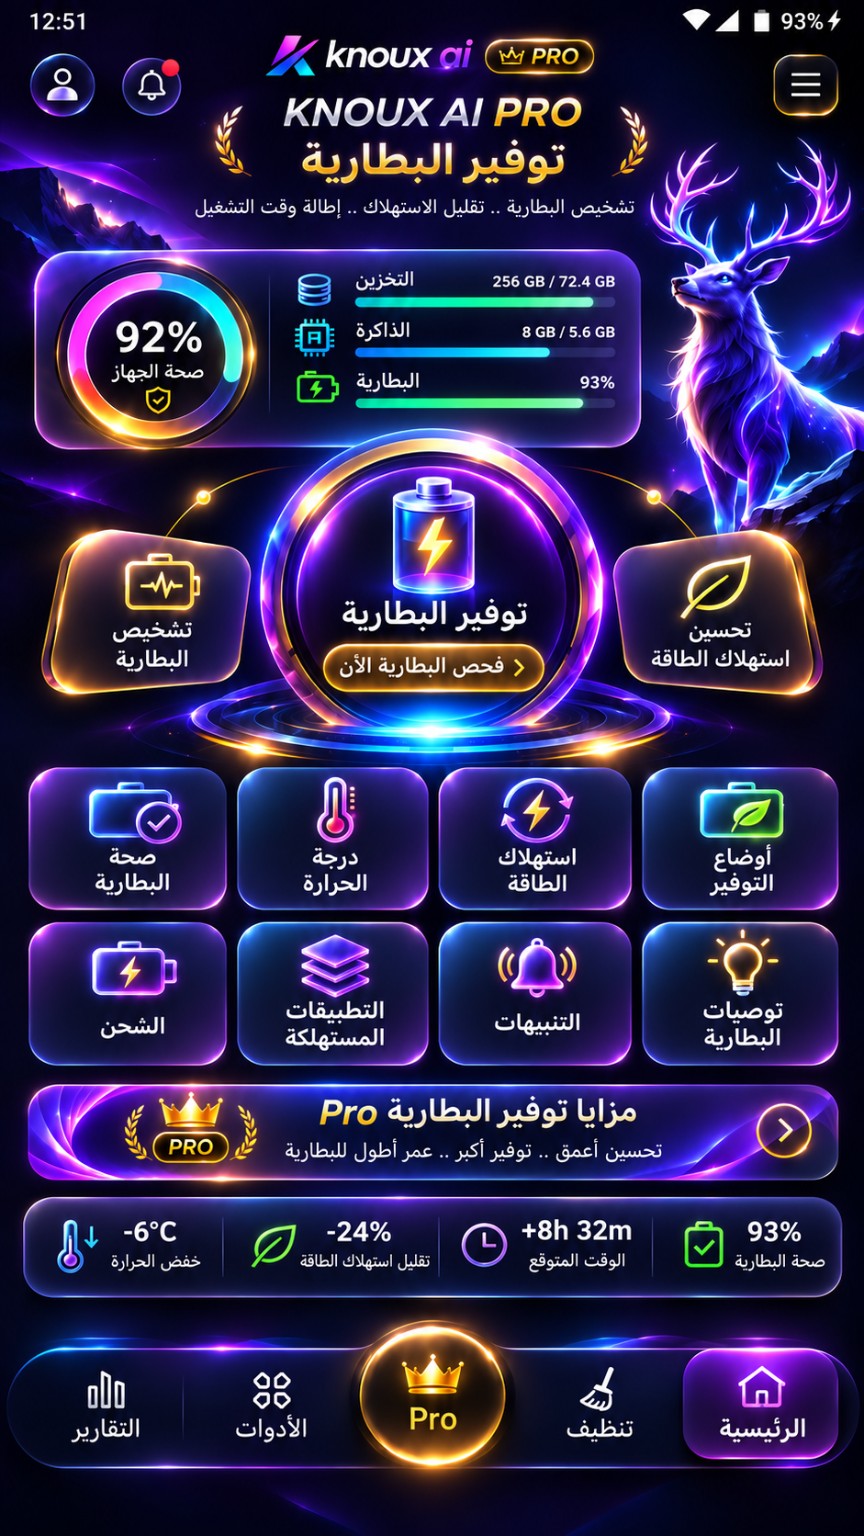 12:51
93%
knoux ai
PRO
KNOUX AI PRO
توفير البطارية
تشخيص البطارية .. تقليل الاستهلاك .. إطالة وقت التشغيل
92%
صحة الجهاز
التخزين
256 GB / 72.4 GB
الذاكرة
8 GB / 5.6 GB
البطارية
93%
تحسين
استهلاك الطاقة
توفير البطارية
فحص البطارية الأن
تشخيص
البطارية
أوضاع
التوفير
استهلاك
الطاقة
درجة
الحرارة
صحة
البطارية
توصيات
البطارية
التنبيهات
التطبيقات
المستهلكة
الشحن
مزايا توفير البطارية Pro
تحسين أعمق .. توفير أكبر .. عمر أطول للبطارية
PRO
93%
صحة البطارية
+8h 32m
الوقت المتوقع
-24%
تقليل استهلاك الطاقة
-6°C
خفض الحرارة
الرئيسية
تنظيف
Pro
الأدوات
التقارير